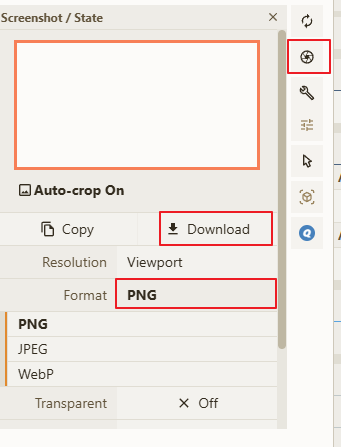 Screenshot / State
Auto-crop On
Copy Download
Resolution Viewport
Format PNG
PNG
JPEG
WebP
Transparent Off